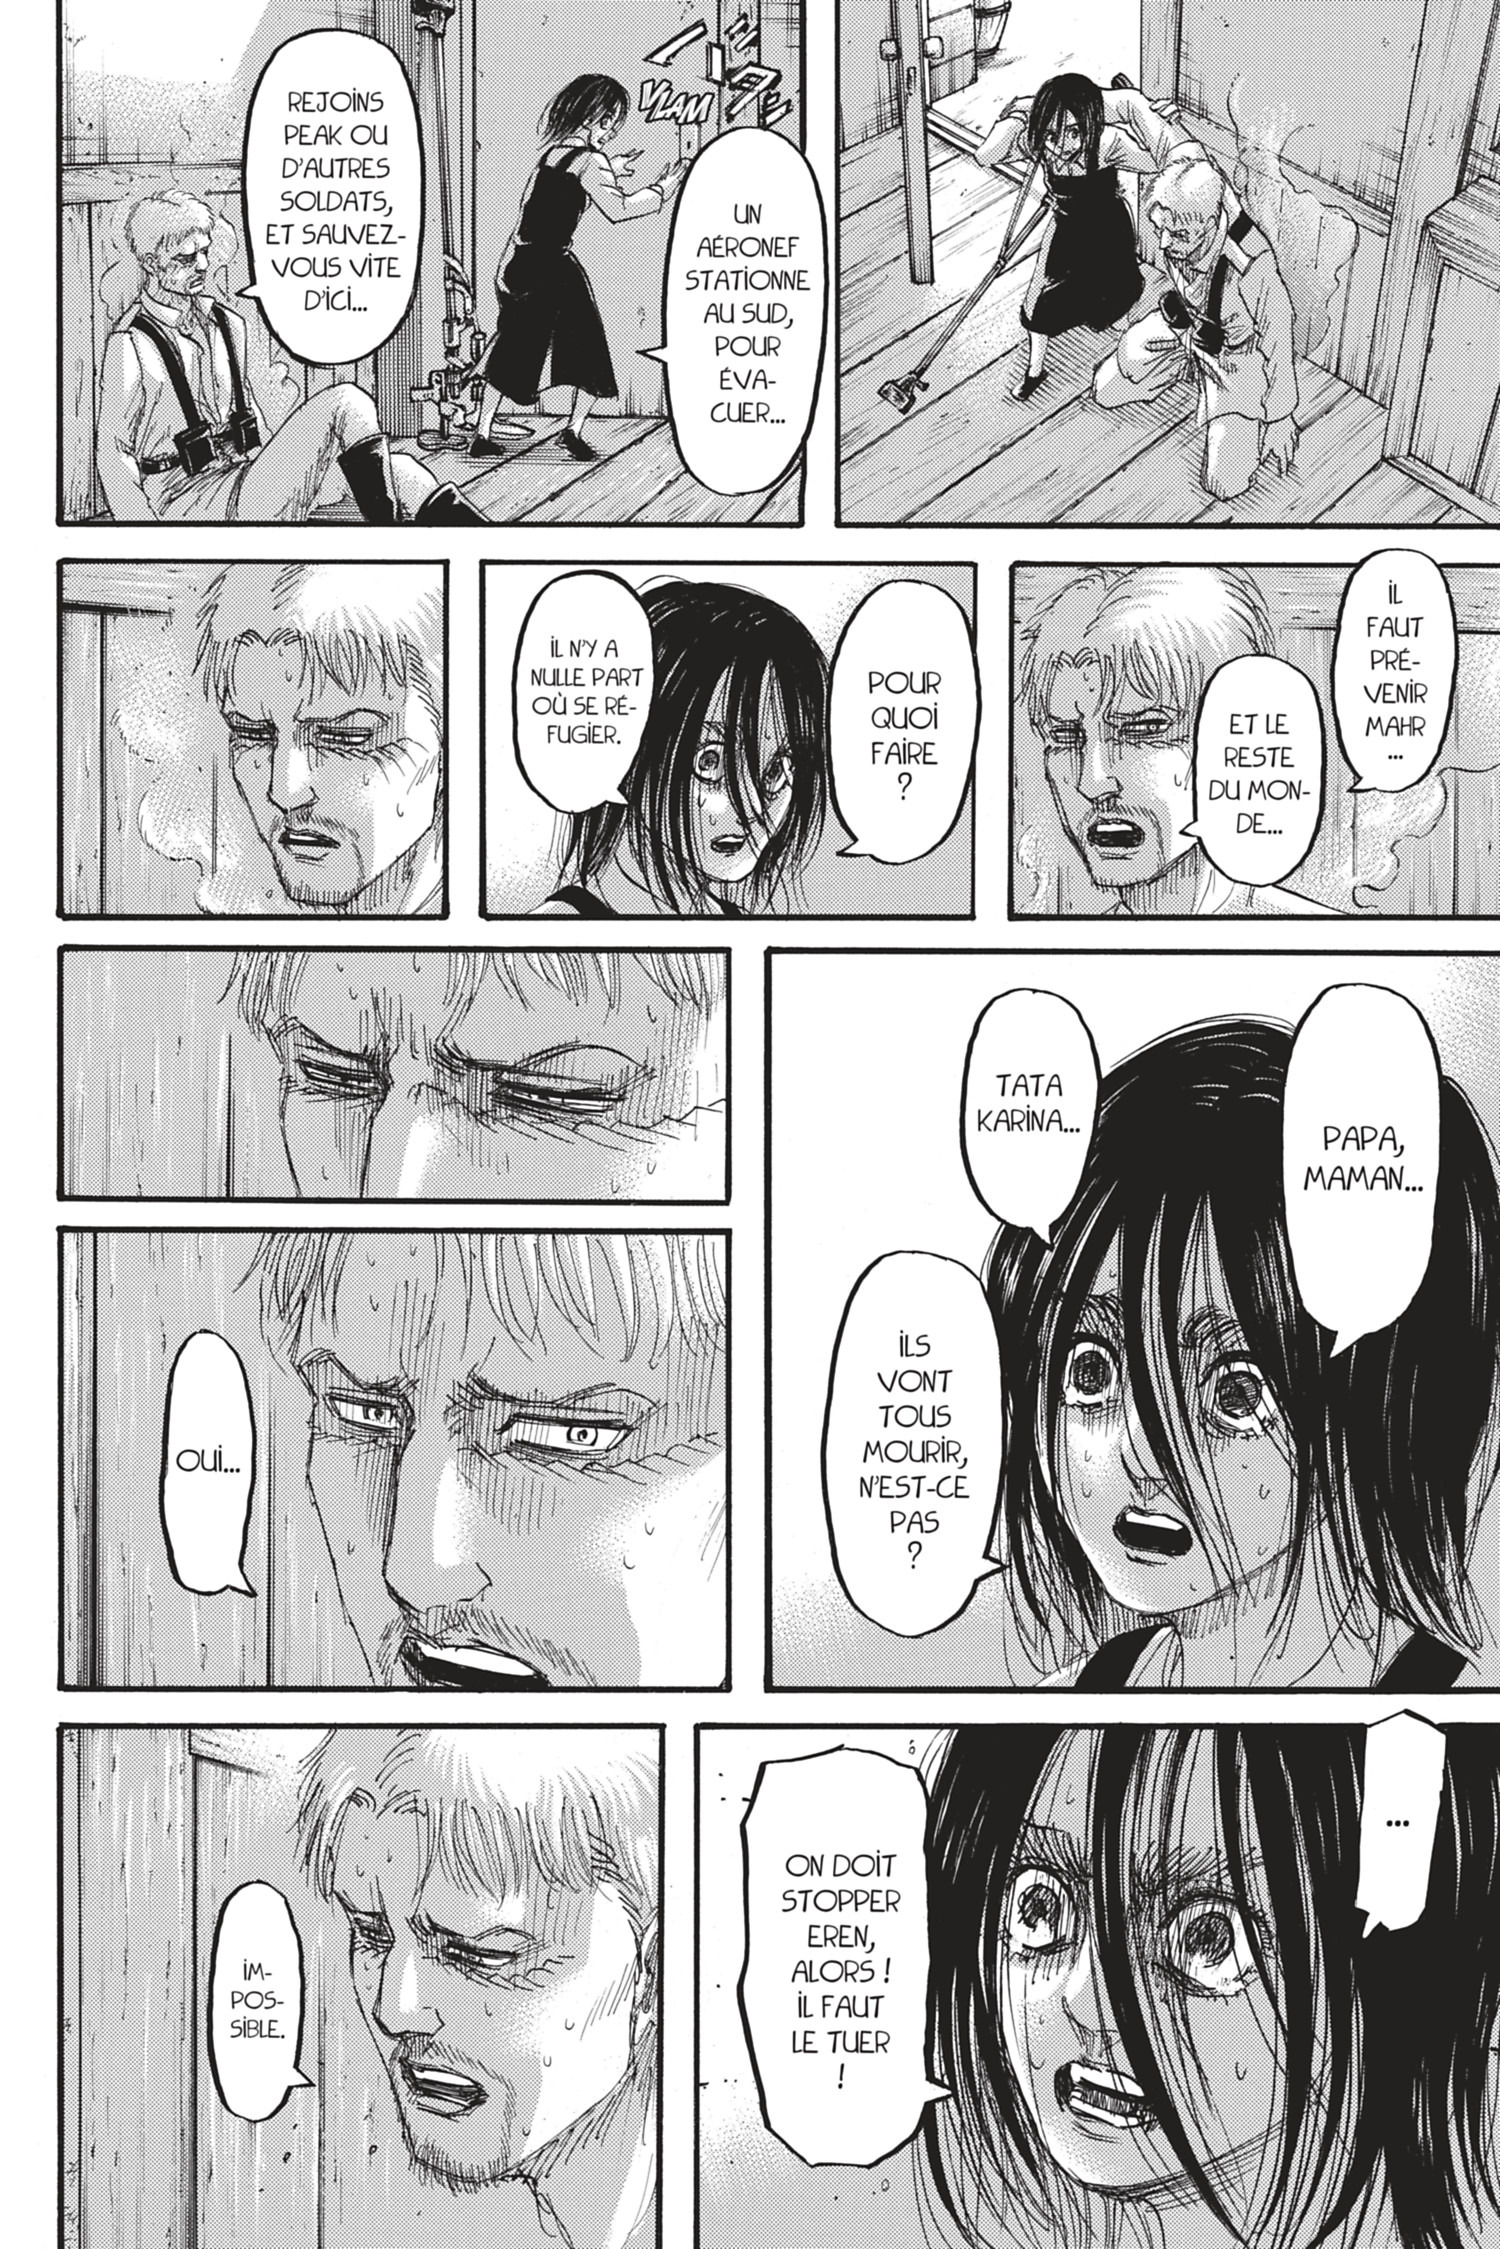 UN
AÉRONEF
STATIONNE
AU SUD,
POUR
ÉVA-
CUER...
VLAM
REJOINS
PEAK OU
D'AUTRES
SOLDATS,
ET SAUVEZ-
VOUS VITE
D'ICI...
IL
FAUT
PRÉ-
VENIR
MAHR
...
ET LE
RESTE
DU MON-
DE...
POUR
QUOI
FAIRE
?
IL N'Y A
NULLE PART
OÙ SE RÉ-
FUGIER.
PAPA,
MAMAN...
TATA
KARINA...
ILS
VONT
TOUS
MOURIR,
N'EST-CE
PAS
?
OUI...
...
ON DOIT
STOPPER
EREN,
ALORS !
IL FAUT
LE TUER
!
IM-
POS-
SIBLE.